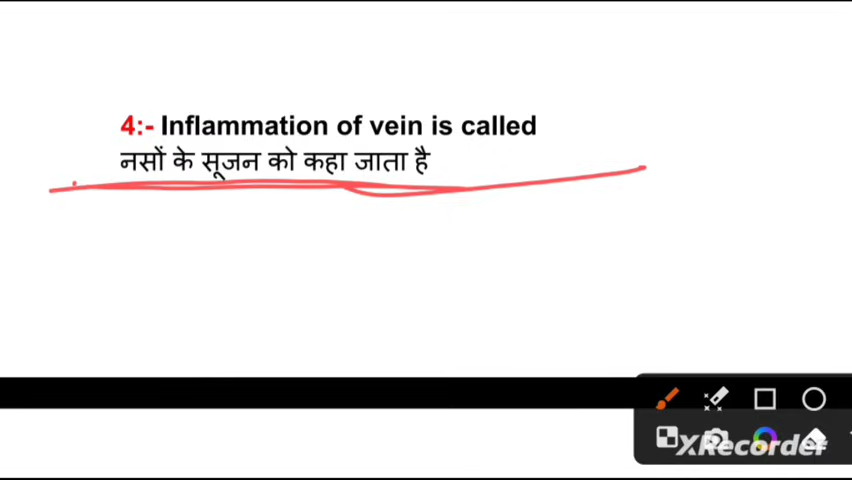 4:- Inflammation of vein is called
नसों के सूजन को कहा जाता है
XRecorder